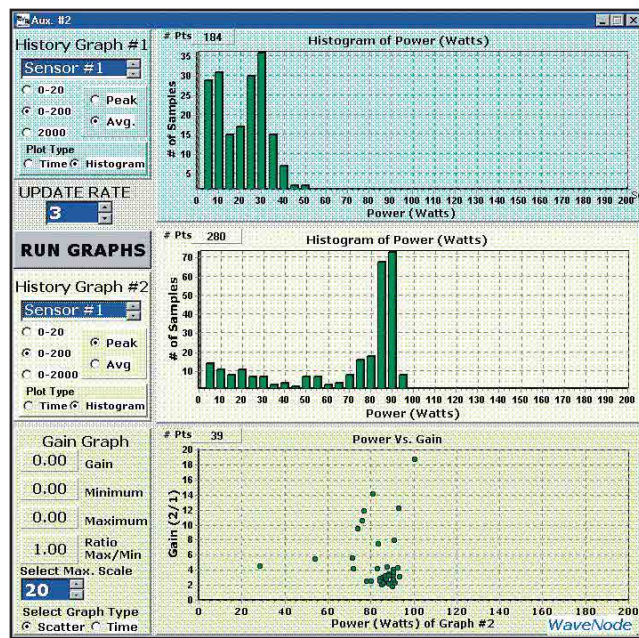 Aux. #2
History Graph #1
Sensor #1
0-20
0-200
2000
Peak
Avg.
Plot Type
Time Histogram
UPDATE RATE
3
RUN GRAPHS
History Graph #2
Sensor #1
0-20
0-200
0-2000
Peak
Avg
Plot Type
Time Histogram
Gain Graph
0.00 Gain
0.00 Minimum
0.00 Maximum
1.00 Ratio Max/Min
Select Max. Scale
20
Select Graph Type
Scatter Time
# Pts 184
Histogram of Power (Watts)
# of Samples
35
30
25
20
15
10
5
0 10 20 30 40 50 60 70 80 90 100 110 120 130 140 150 160 170 180 190 200
Power (Watts)
# Pts 280
Histogram of Power (Watts)
# of Samples
70
60
50
40
30
20
10
0 10 20 30 40 50 60 70 80 90 100 110 120 130 140 150 160 170 180 190 200
Power (Watts)
# Pts 39
Power Vs. Gain
Gain (2/1)
20
18
16
14
12
10
8
6
4
2
0
0 20 40 60 80 100 120 140 160 180 200
Power (Watts) of Graph #2
WaveNode